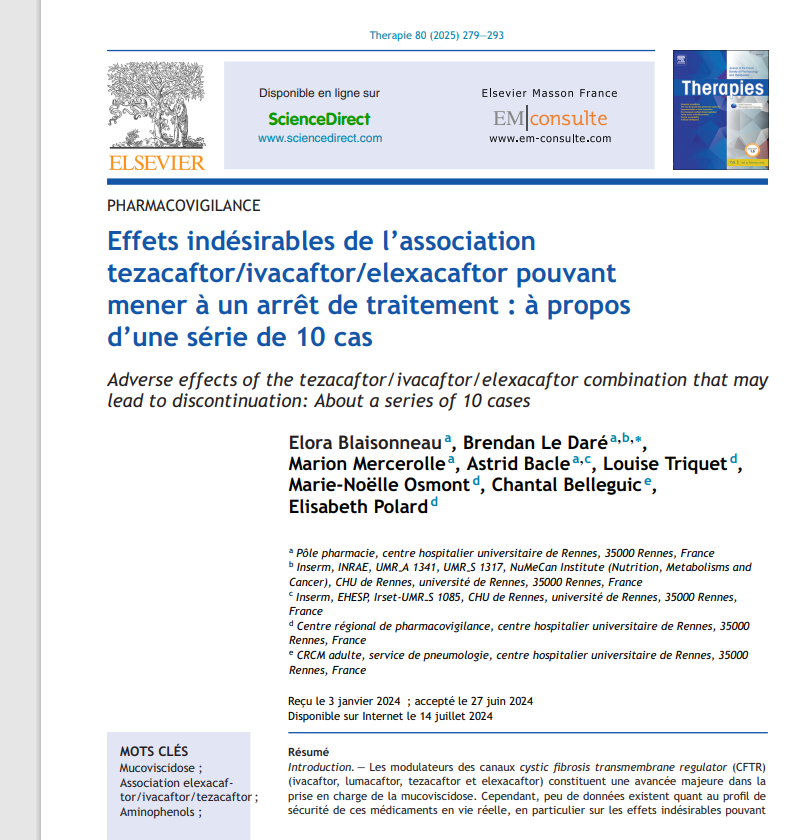 Therapie 80 (2025) 279—293
Disponible en ligne sur
ScienceDirect
www.sciencedirect.com
Elsevier Masson France
EM|consulte
www.em-consulte.com
ELSEVIER
Therapies
PHARMACOVIGILANCE
Effets indésirables de l’association
tezacaftor/ivacaftor/elexacaftor pouvant
mener à un arrêt de traitement : à propos
d’une série de 10 cas
Adverse effects of the tezacaftor/ivacaftor/elexacaftor combination that may
lead to discontinuation: About a series of 10 cases
Elora Blaisonneau a, Brendan Le Daré a,b,*,
Marion Mercerolle a, Astrid Bacle a,c, Louise Triquet d,
Marie-Noëlle Osmont d, Chantal Belleguic e,
Elisabeth Polard d
a Pôle pharmacie, centre hospitalier universitaire de Rennes, 35000 Rennes, France
b Inserm, INRAE, UMR_A 1341, UMR_S 1317, NuMeCan Institute (Nutrition, Metabolisms and
Cancer), CHU de Rennes, université de Rennes, 35000 Rennes, France
c Inserm, EHESP, Irset-UMR_S 1085, CHU de Rennes, université de Rennes, 35000 Rennes,
France
d Centre régional de pharmacovigilance, centre hospitalier universitaire de Rennes, 35000
Rennes, France
e CRCM adulte, service de pneumologie, centre hospitalier universitaire de Rennes, 35000
Rennes, France
Reçu le 3 janvier 2024 ; accepté le 27 juin 2024
Disponible sur Internet le 14 juillet 2024
MOTS CLÉS
Mucoviscidose ;
Association elexacaf-
tor/ivacaftor/tezacaftor ;
Aminophenols ;
Résumé
Introduction. — Les modulateurs des canaux cystic fibrosis transmembrane regulator (CFTR)
(ivacaftor, lumacaftor, tezacaftor et elexacaftor) constituent une avancée majeure dans la
prise en charge de la mucoviscidose. Cependant, peu de données existent quant au profil de
sécurité de ces médicaments en vie réelle, en particulier sur les effets indésirables pouvant